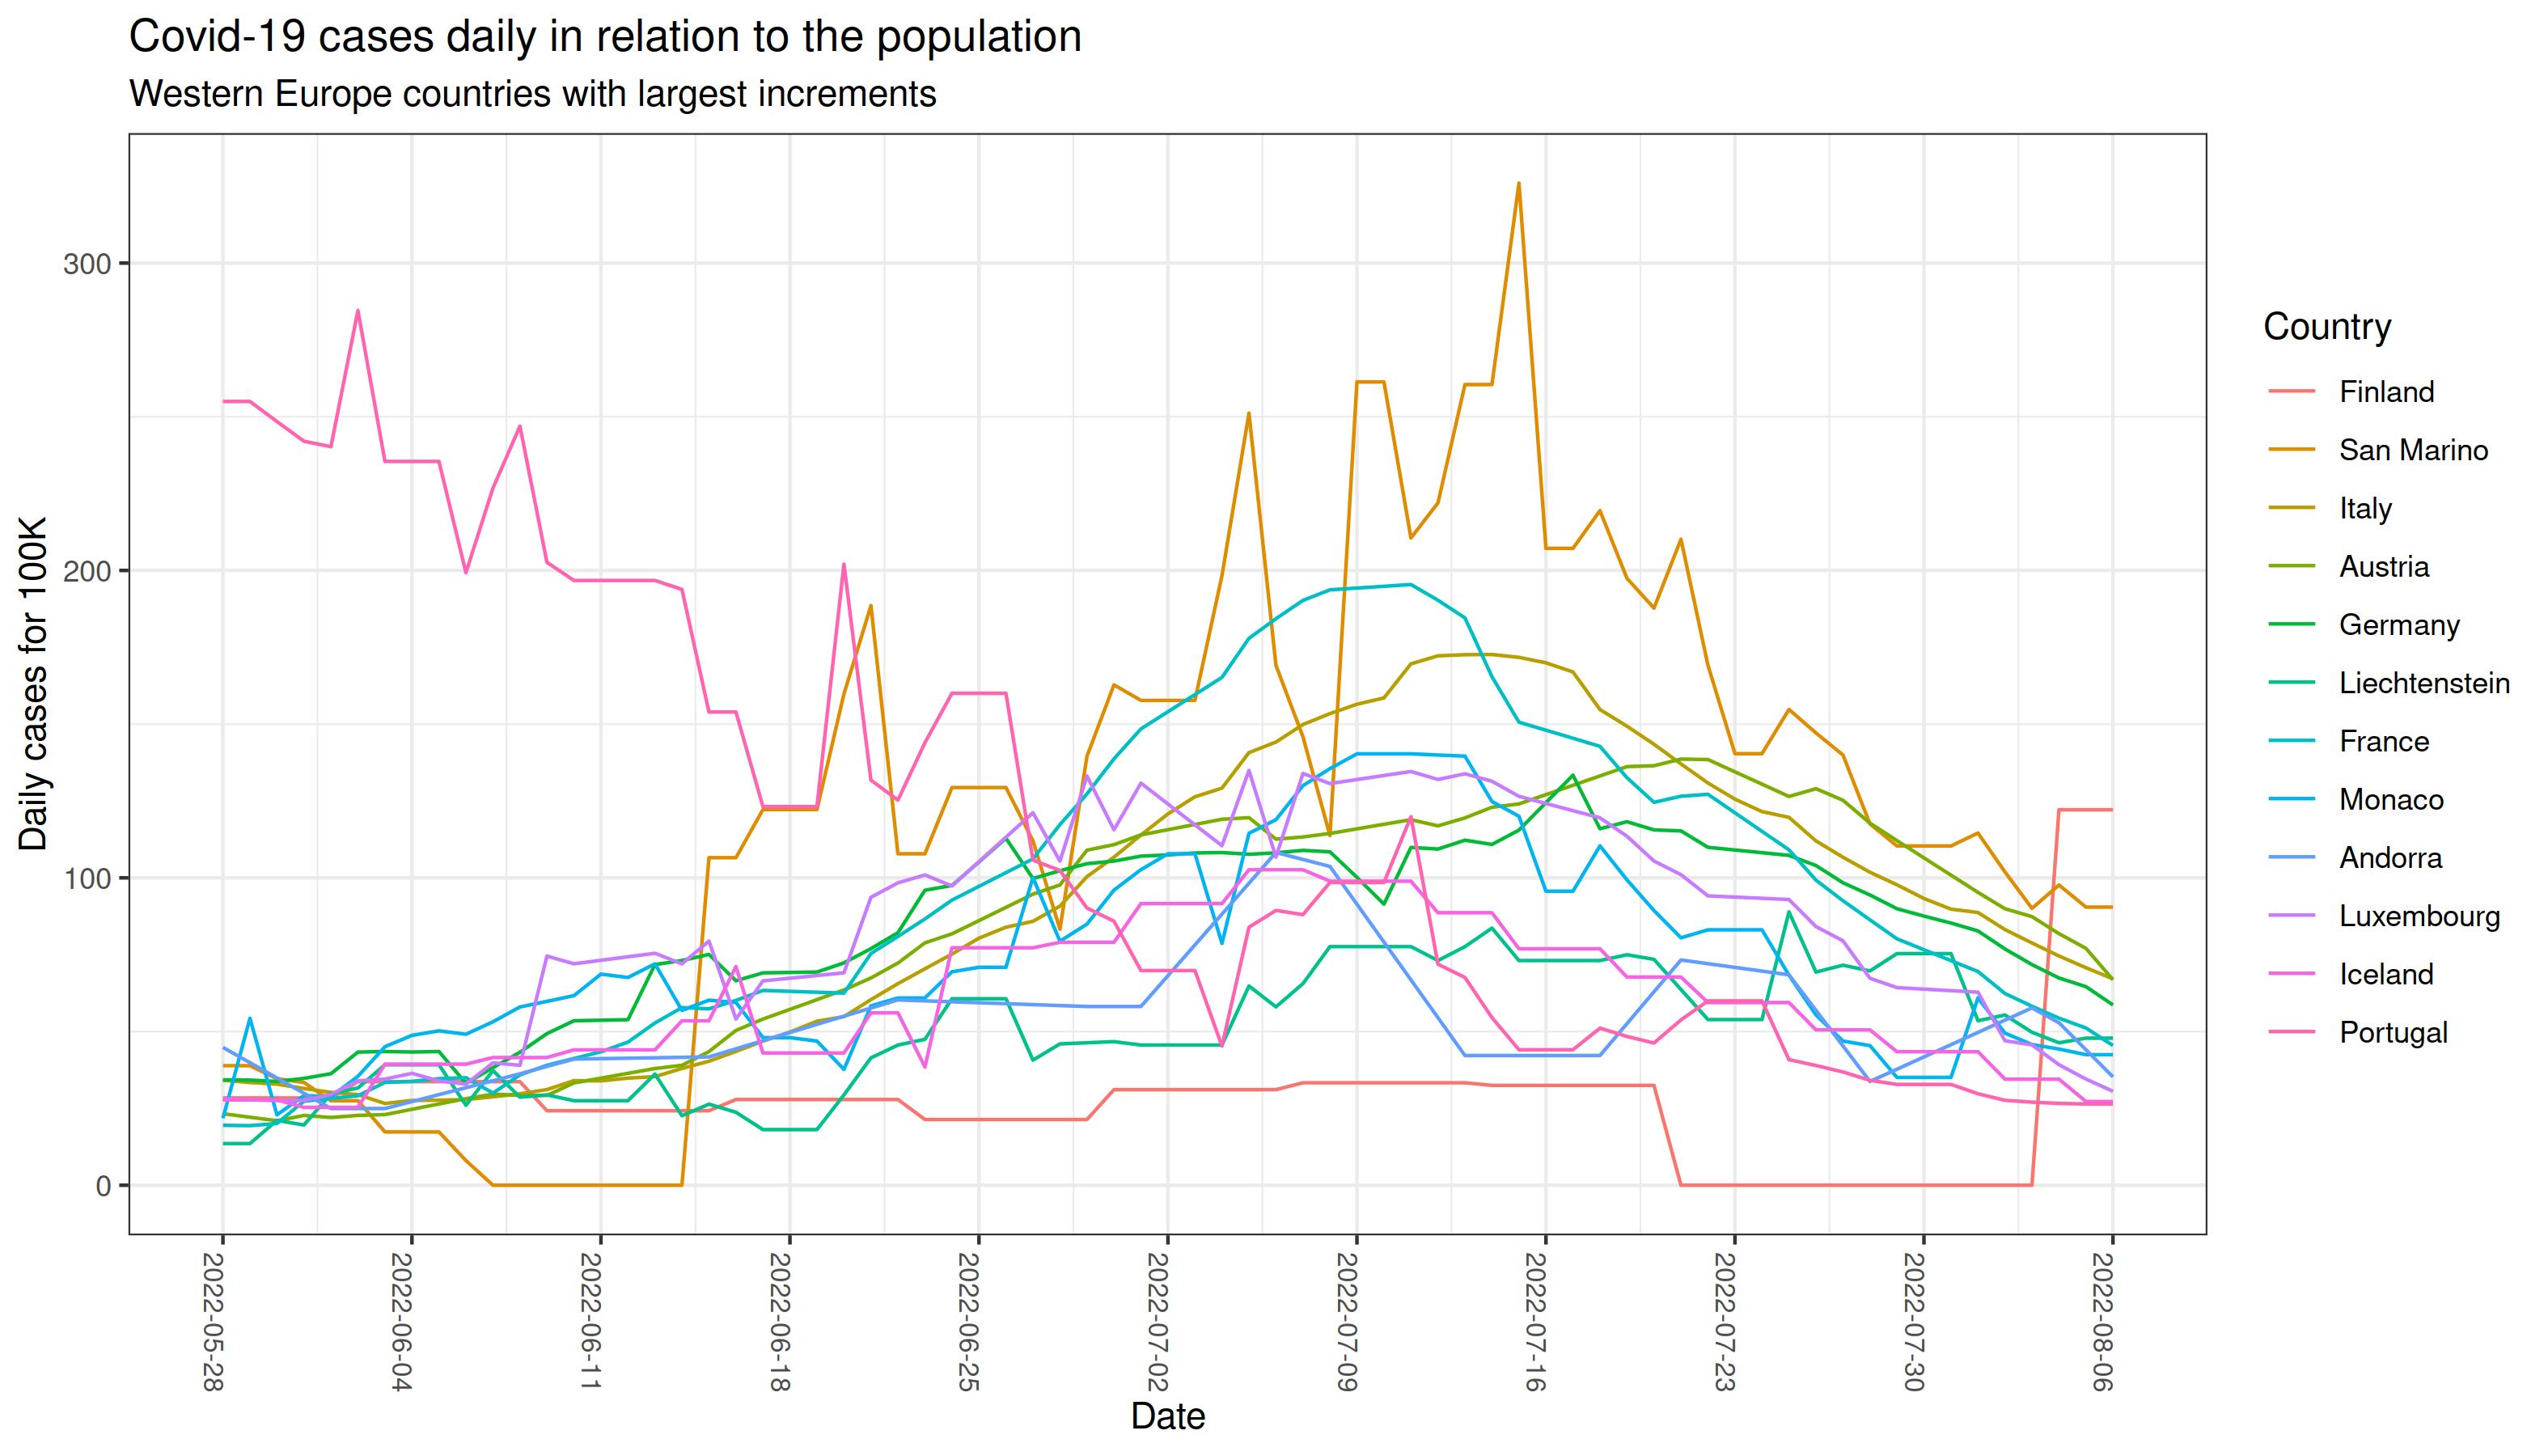 Covid-19 cases daily in relation to the population
Western Europe countries with largest increments
Daily cases for 100K
300
200
100
0
2022-05-28
2022-06-04
2022-06-11
2022-06-18
2022-06-25
2022-07-02
2022-07-09
2022-07-16
2022-07-23
2022-07-30
2022-08-06
Date
Country
Finland
San Marino
Italy
Austria
Germany
Liechtenstein
France
Monaco
Andorra
Luxembourg
Iceland
Portugal